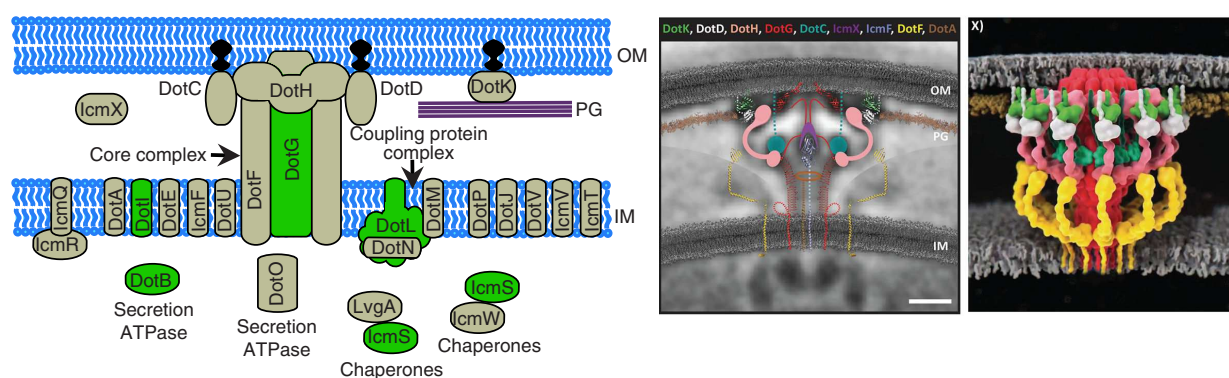 OM
DotC
DotH
DotD
DotK
IcmX
PG
Coupling protein
complex
Core complex
DotF
DotG
IcmQ
IcmR
DotA
DotI
DotE
IcmF
DotU
DotL
DotN
DotM
DotP
DotJ
DotV
IcmV
IcmT
IM
DotB
Secretion
ATPase
DotO
Secretion
ATPase
LvgA
IcmS
Chaperones
IcmS
IcmW
Chaperones
DotK, DotD, DotH, DotG, DotC, IcmX, IcmF, DotF, DotA
OM
PG
IM
X)